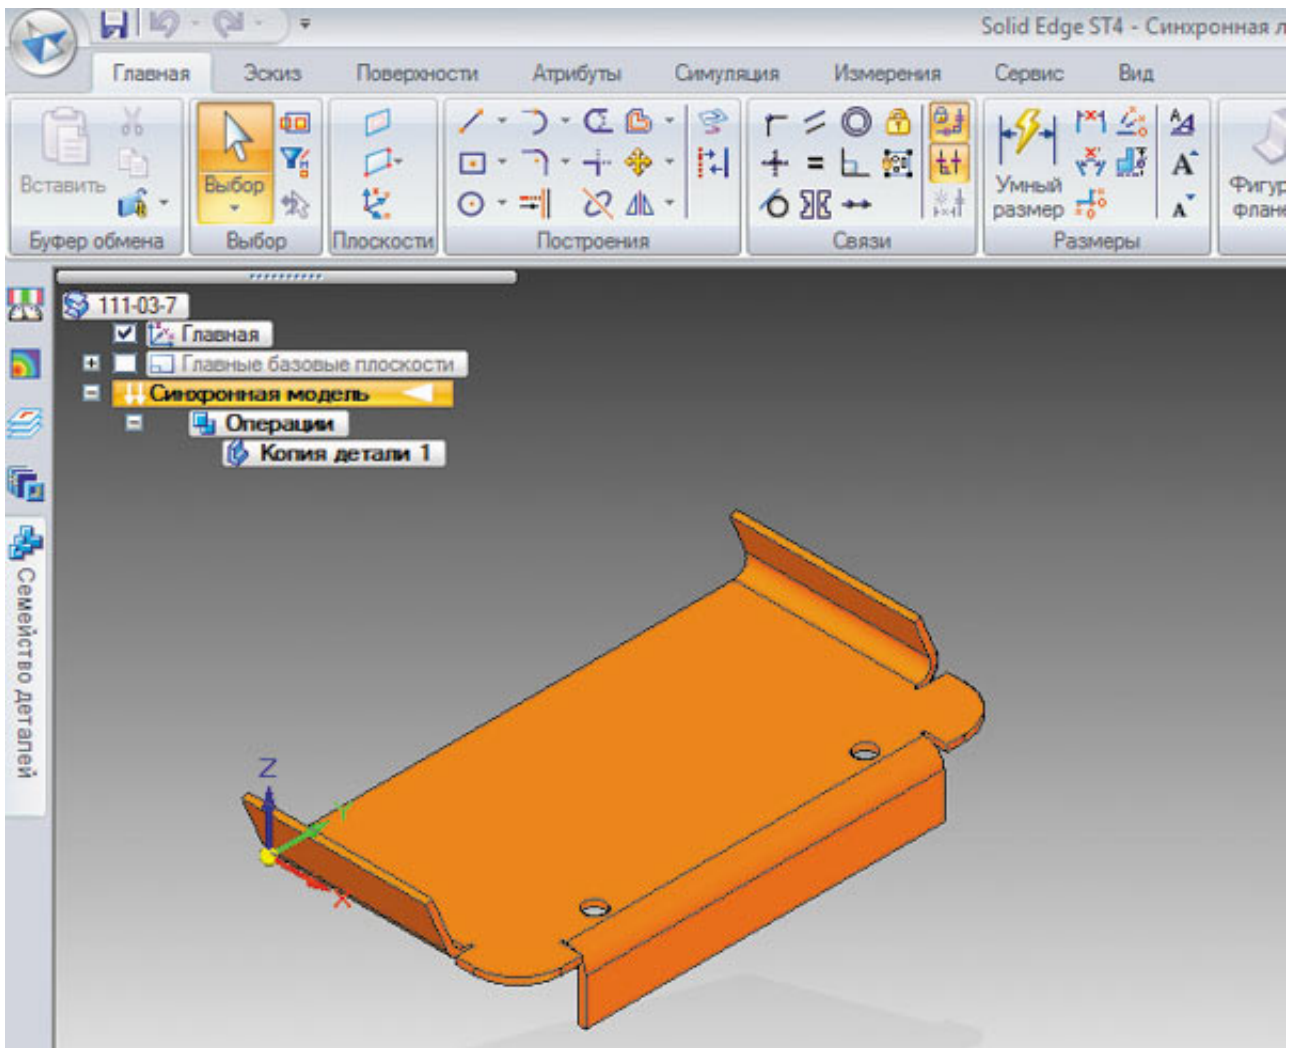 Solid Edge ST4 - Синхронная л
Главная Эскиз Поверхности Атрибуты Симуляция Измерения Сервис Вид
Вставить
Выбор
Умный
размер
Фигур
флане
Буфер обмена Выбор Плоскости Построения Связи Размеры
111-03-7
Главная
Главные базовые плоскости
Синхронная модель
Операции
Копия детали 1
Семейство деталей
Z
Y
X